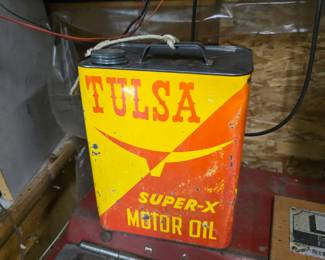 TULSA
SUPER-X
MOTOR OIL